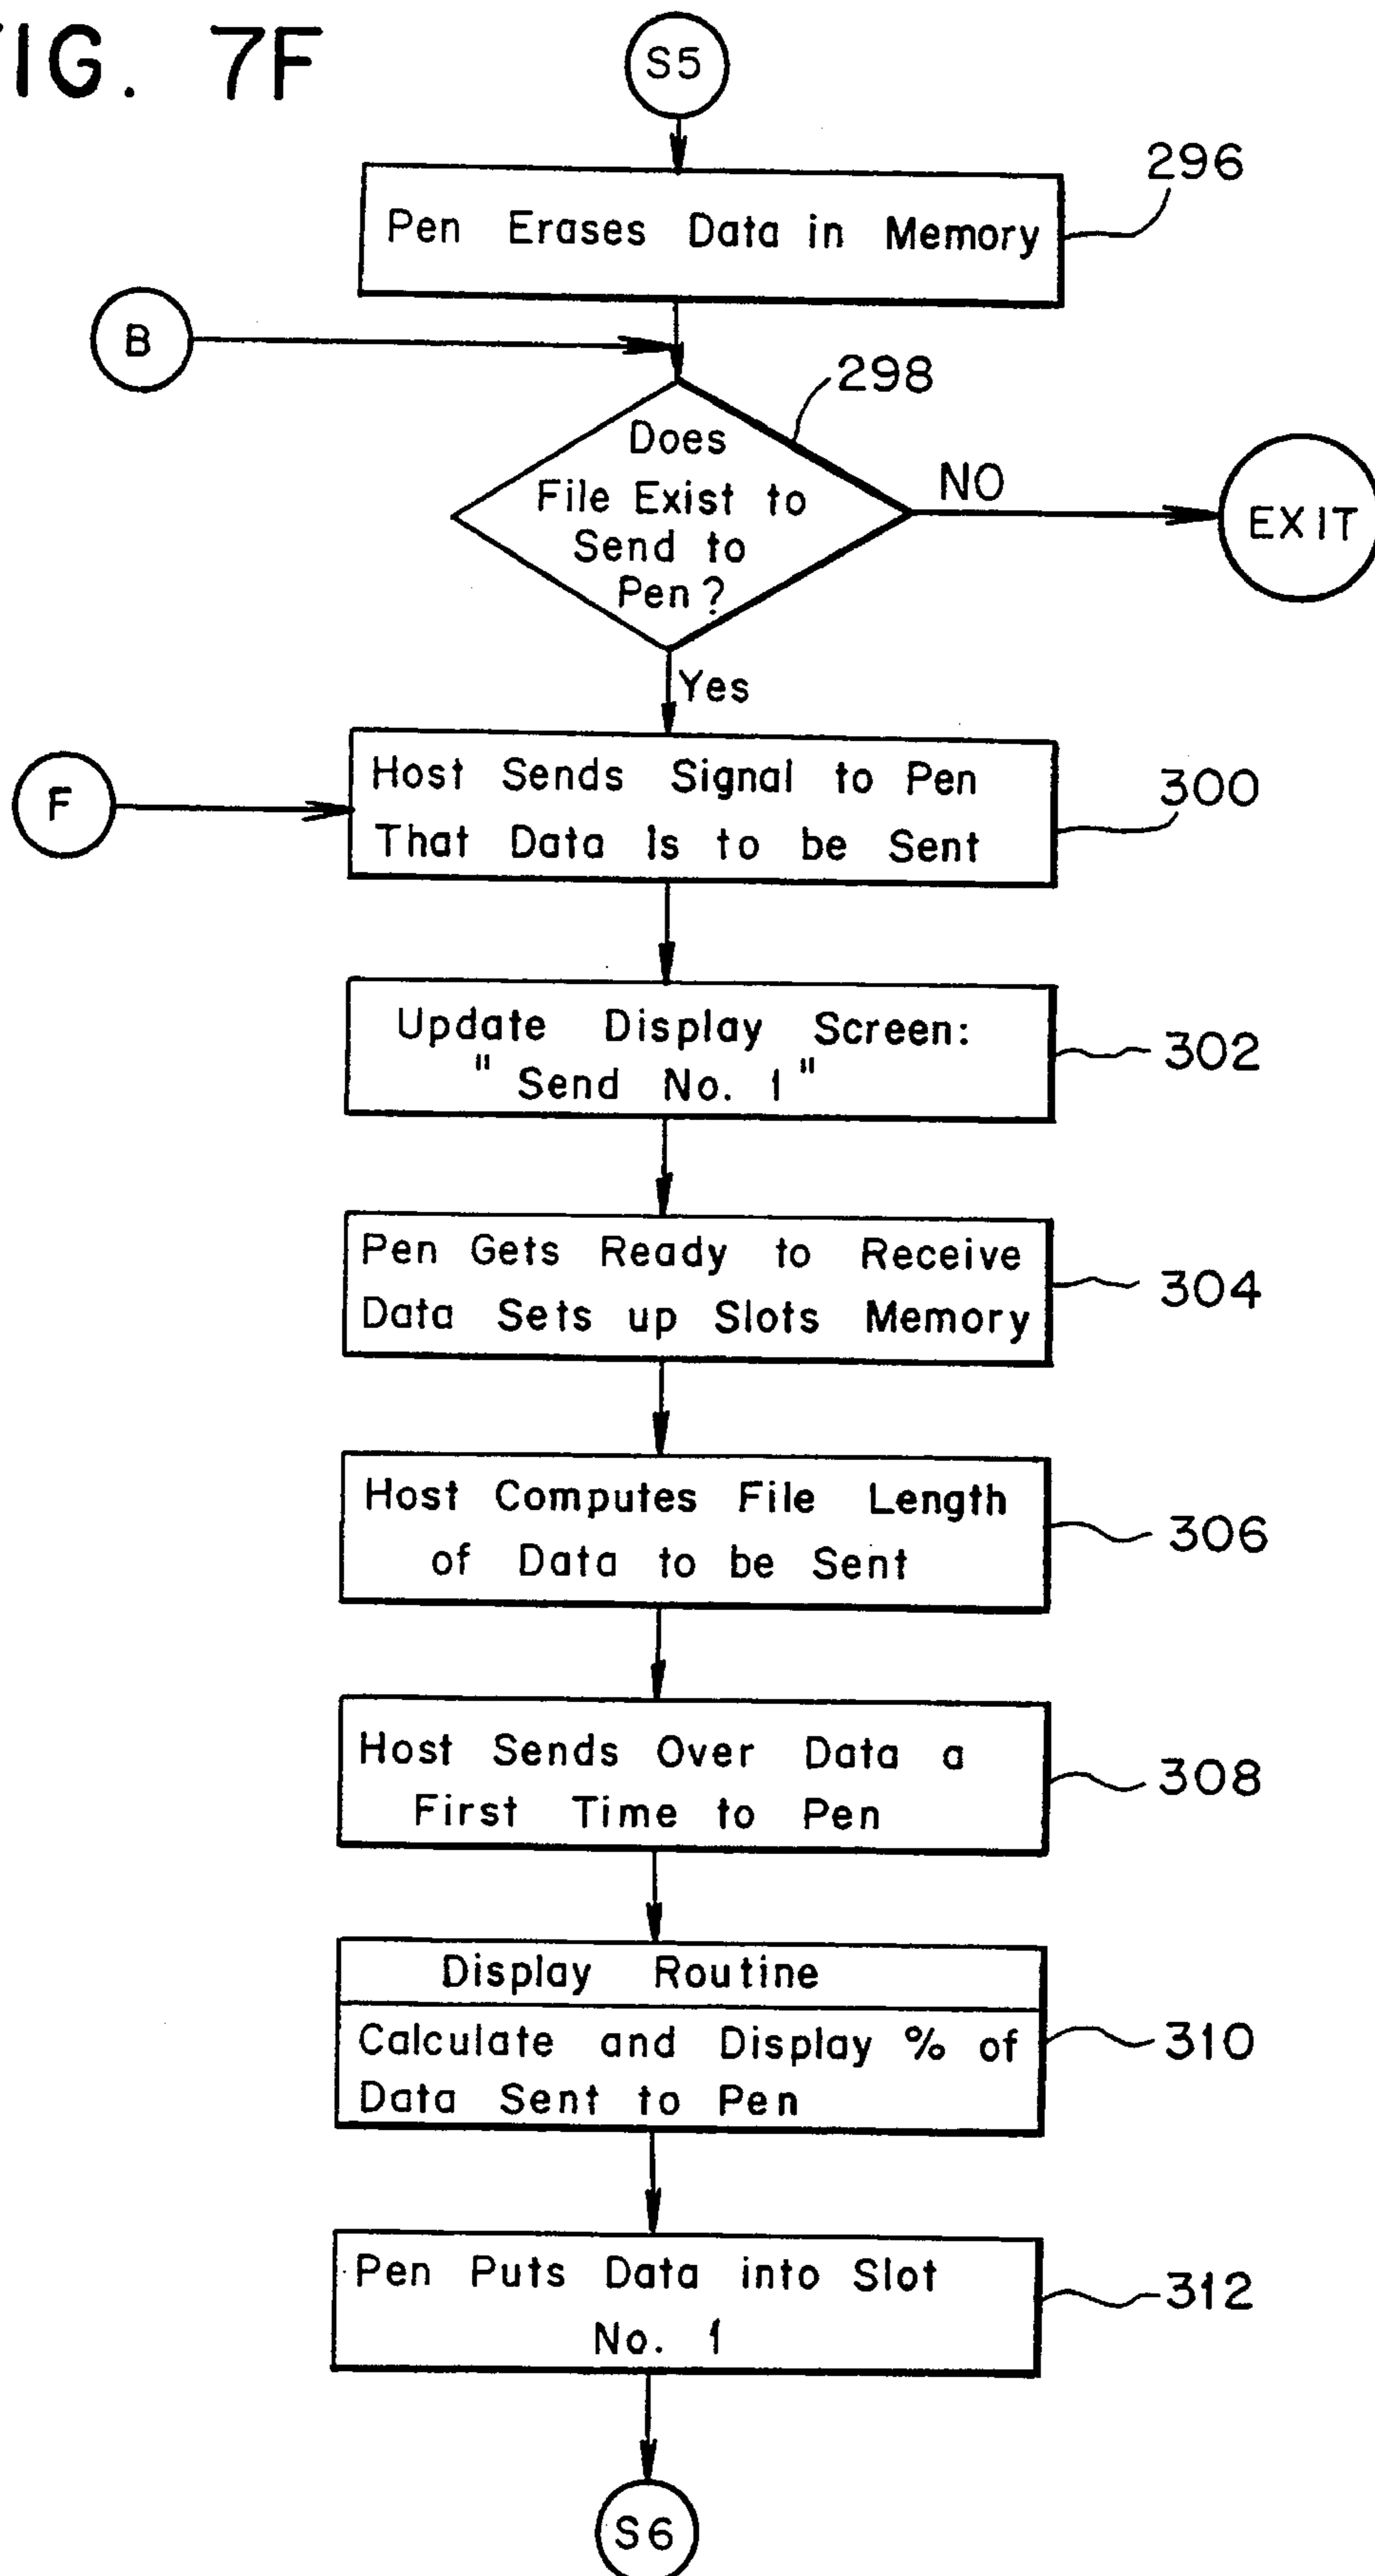 FIG. 7F
S5
296
Pen Erases Data in Memory
B
298
Does
File Exist to
Send to
Pen?
NO
EXIT
Yes
F
Host Sends Signal to Pen
That Data Is to be Sent
300
Update Display Screen:
"Send No. 1"
302
Pen Gets Ready to Receive
Data Sets up Slots Memory
304
Host Computes File Length
of Data to be Sent
306
Host Sends Over Data a
First Time to Pen
308
Display Routine
Calculate and Display % of
Data Sent to Pen
310
Pen Puts Data into Slot
No. 1
312
S6